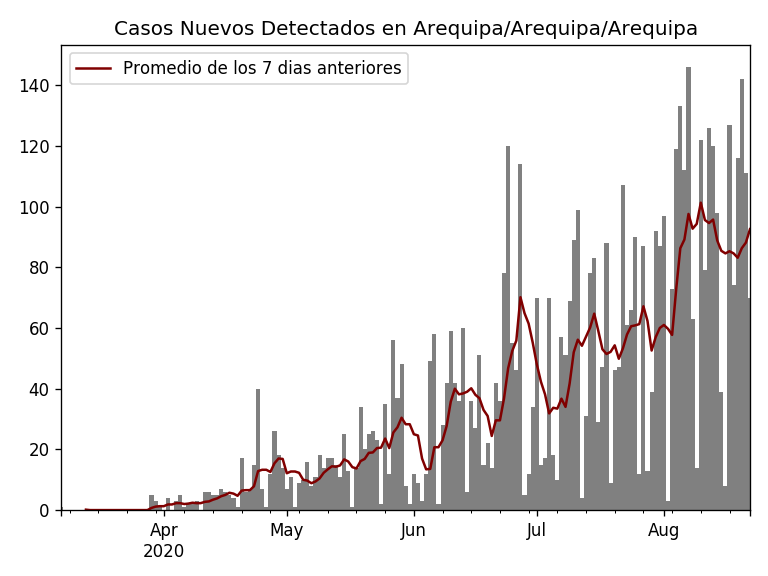 Casos Nuevos Detectados en Arequipa/Arequipa/Arequipa
Promedio de los 7 dias anteriores
140
120
100
80
60
40
20
0
Apr
2020
May
Jun
Jul
Aug